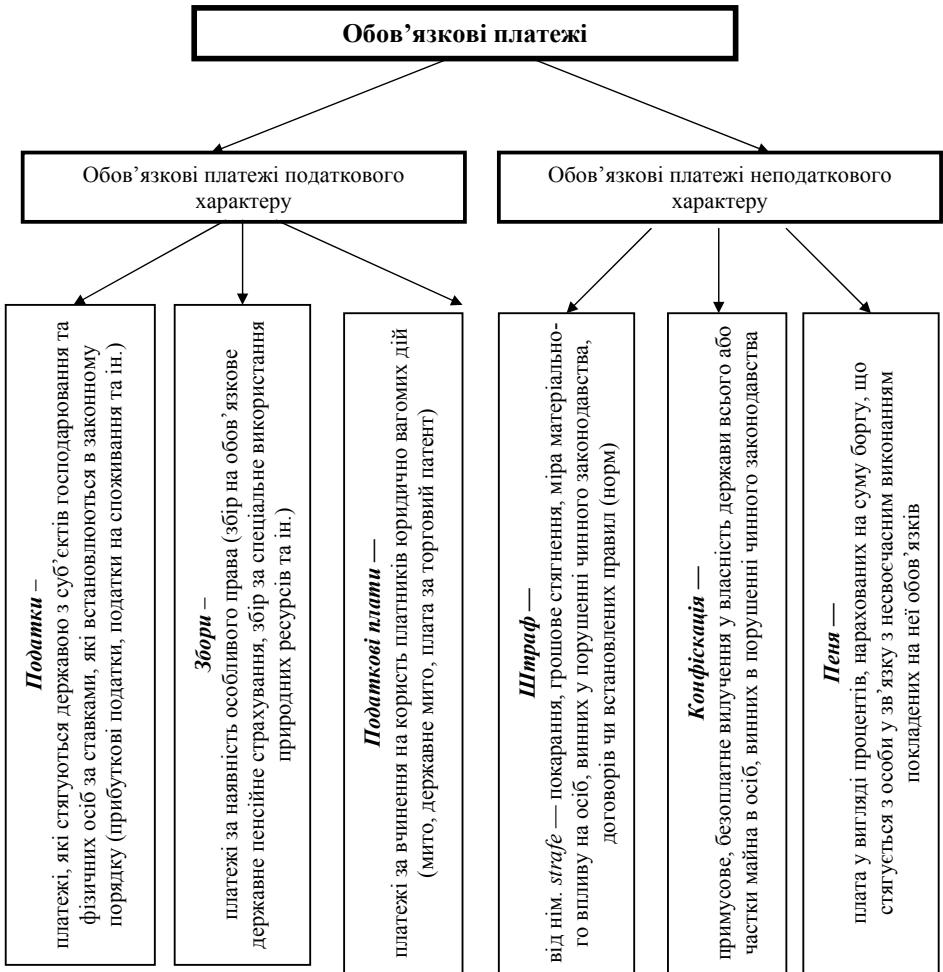 Обов’язкові платежі
Обов’язкові платежі податкового
характеру
Обов’язкові платежі неподаткового
характеру
Податки –
платежі, які стягуються державою з суб’єктів господарювання та
фізичних осіб за ставками, які встановлюються в законному
порядку (прибуткові податки, податки на споживання та ін.)
Збори –
платежі за наявність особливого права (збір на обов’язкове
державне пенсійне страхування, збір за спеціальне використання
природних ресурсів та ін.)
Податкові плати —
платежі за вчинення на користь платників юридично вагомих дій
(мито, державне мито, плата за торговий патент)
Штраф —
від нім. strafe — покарання, грошове стягнення, міра матеріально-
го впливу на осіб, винних у порушенні чинного законодавства,
договорів чи встановлених правил (норм)
Конфіскація —
примусове, безоплатне вилучення у власність держави всього або
частки майна в осіб, винних в порушенні чинного законодавства
Пеня —
плата у вигляді процентів, нарахованих на суму боргу, що
стягується з особи у зв’язку з несвоєчасним виконанням
покладених на неї обов’язків